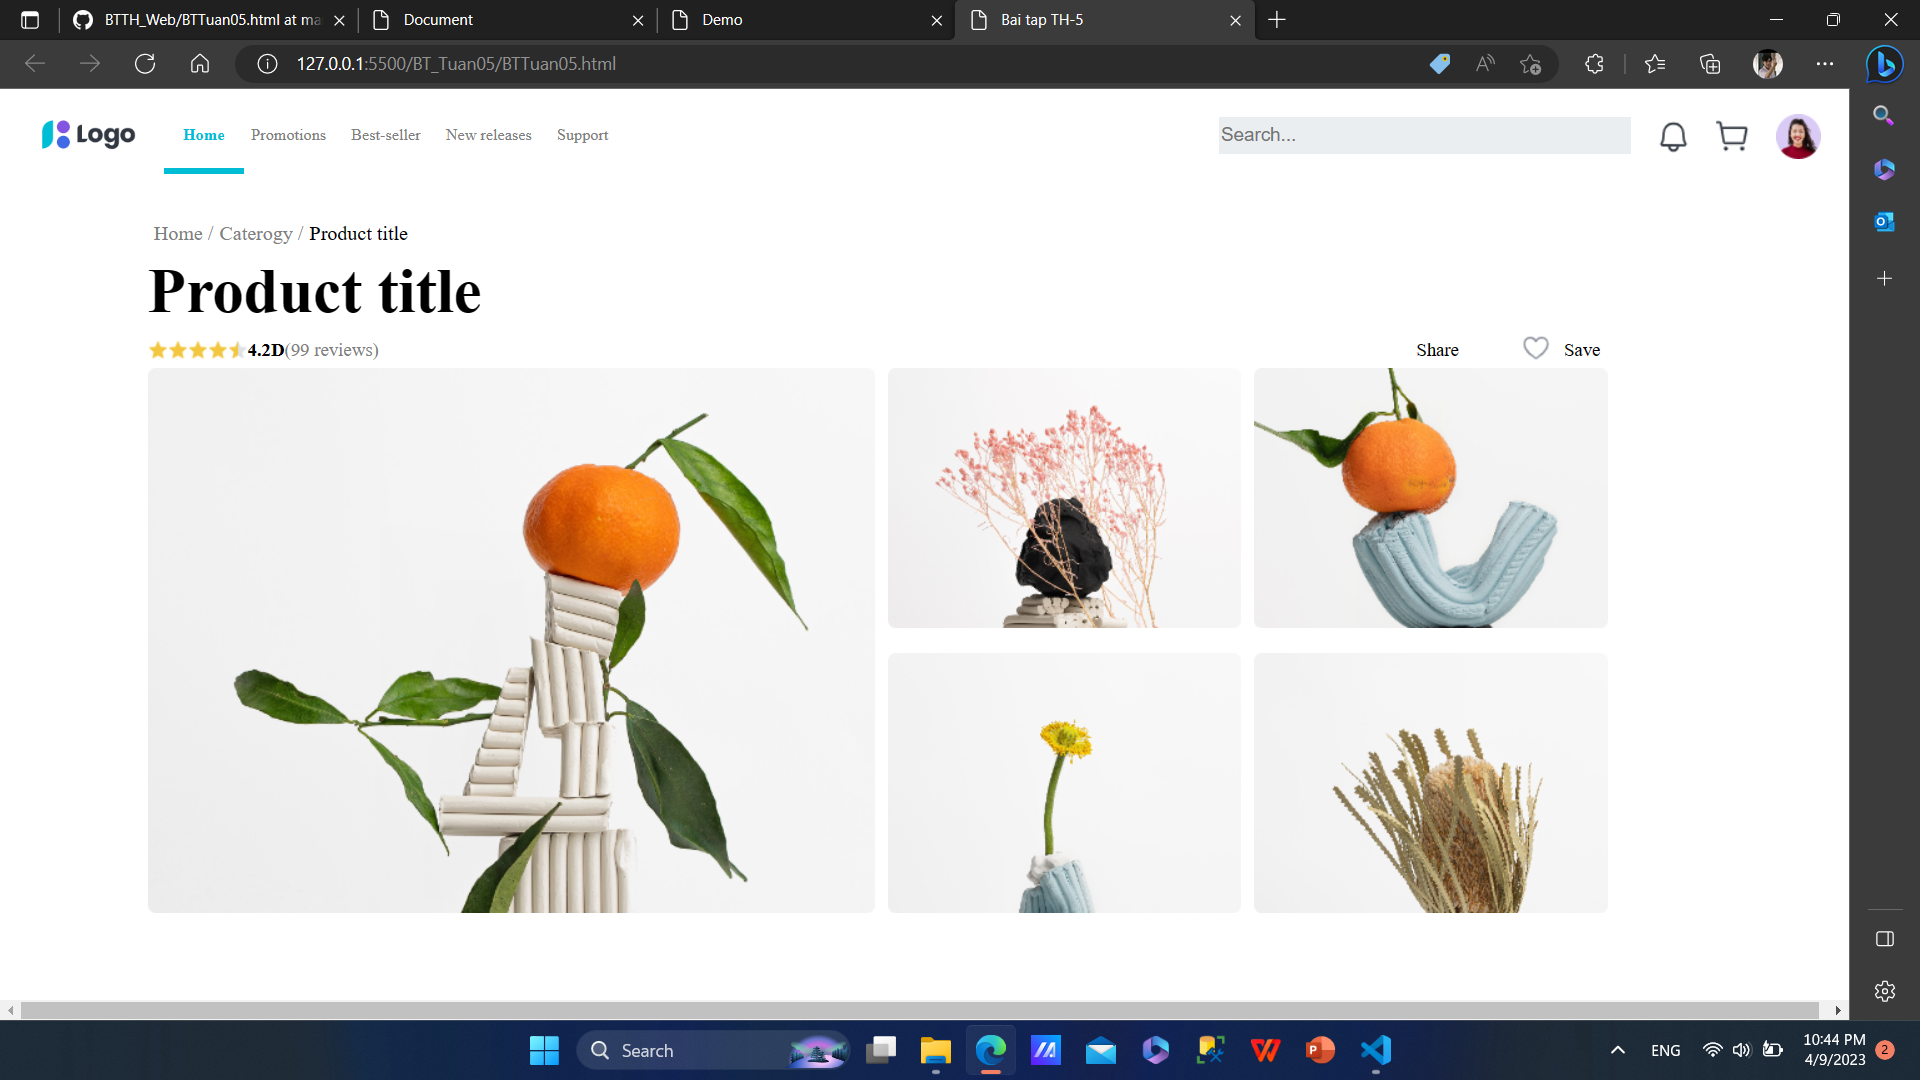 BTTH_Web/BTTuan05.html at ma
Document
Demo
Bai tap TH-5
127.0.0.1:5500/BT_Tuan05/BTTuan05.html
Logo
Home
Promotions
Best-seller
New releases
Support
Search...
Home / Caterogy / Product title
Product title
4.2D(99 reviews)
Share
Save
Search
ENG
10:44 PM
4/9/2023
2